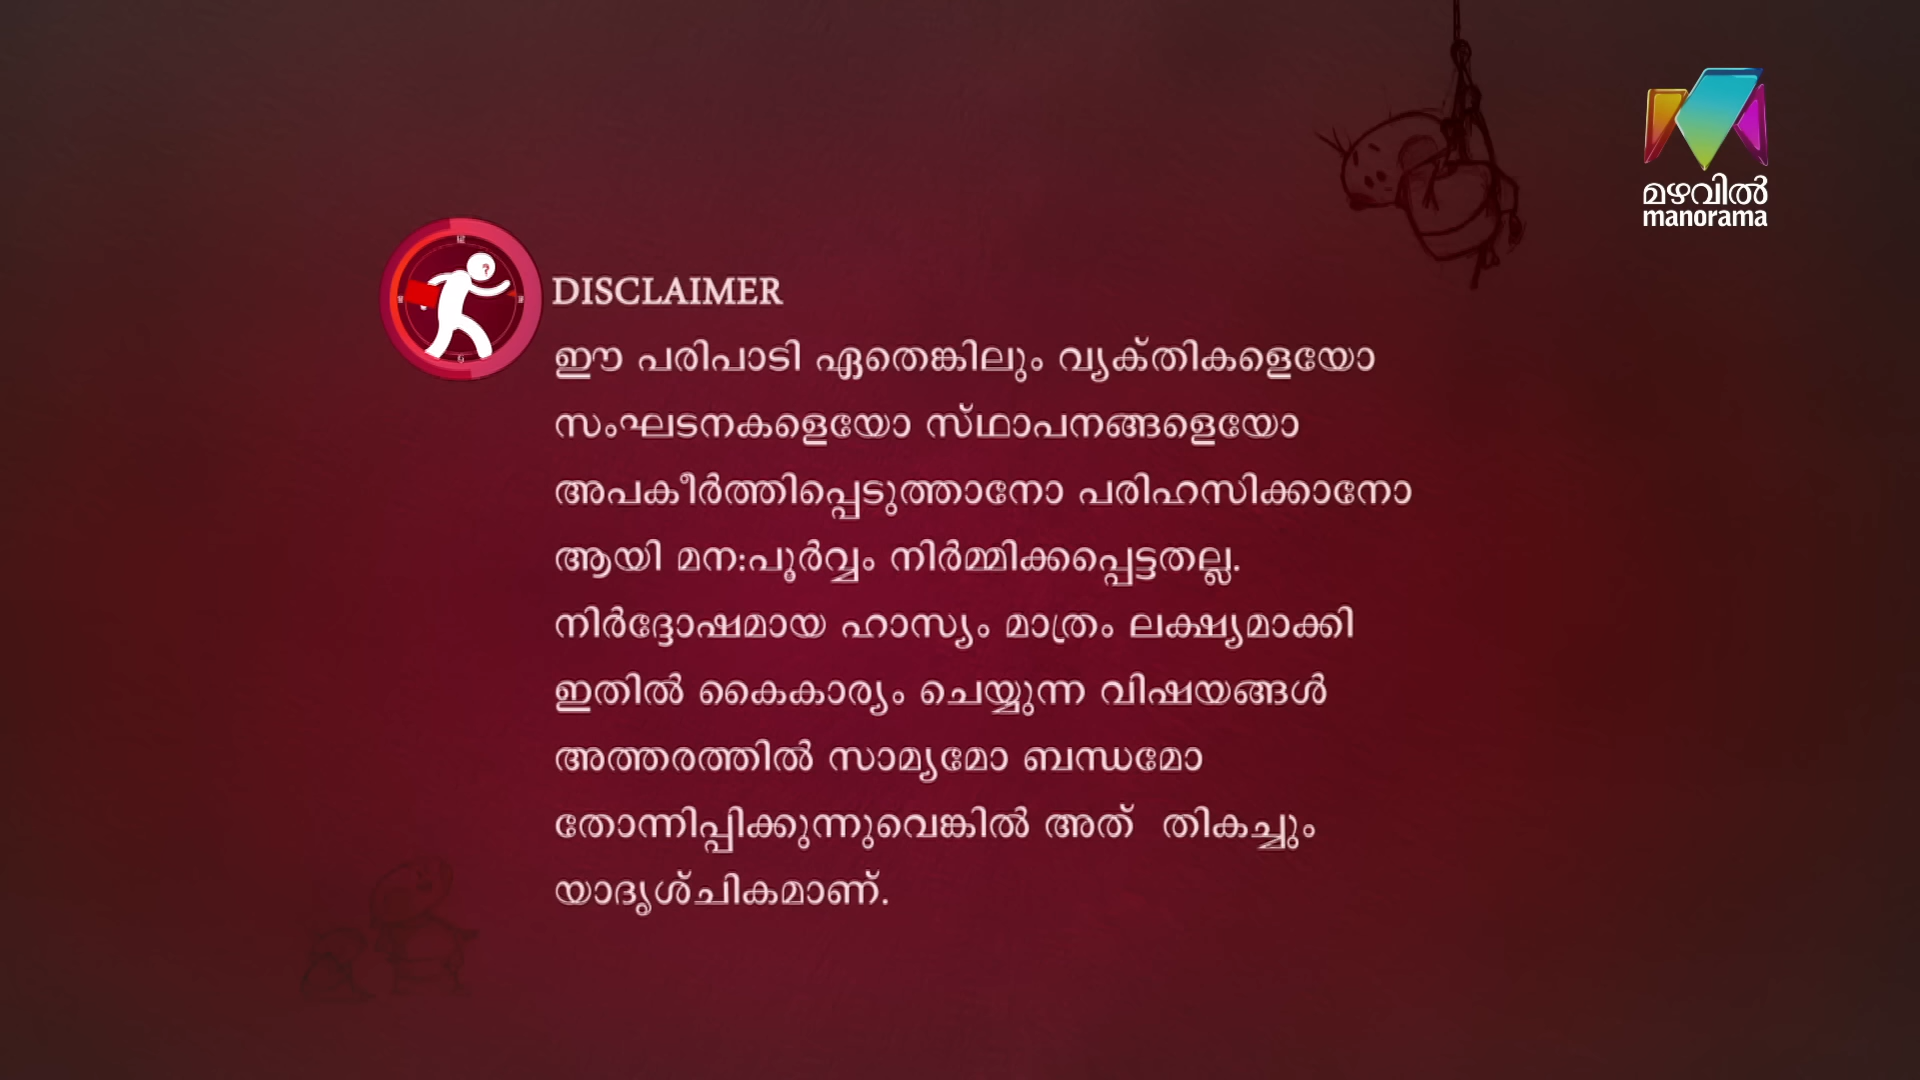 മഴവിൽ
manorama
DISCLAIMER
ഈ പരിപാടി ഏതെങ്കിലും വ്യക്തികളെയോ
സംഘടനകളെയോ സ്ഥാപനങ്ങളെയോ
അപകീർത്തിപ്പെടുത്താനോ പരിഹസിക്കാനോ
ആയി മന:പൂർവ്വം നിർമ്മിക്കപ്പെട്ടതല്ല.
നിർദ്ദോഷമായ ഹാസ്യം മാത്രം ലക്ഷ്യമാക്കി
ഇതിൽ കൈകാര്യം ചെയ്യുന്ന വിഷയങ്ങൾ
അത്തരത്തിൽ സാമ്യമോ ബന്ധമോ
തോന്നിപ്പിക്കുന്നുവെങ്കിൽ അത്  തികച്ചും
യാദൃശ്ചികമാണ്.